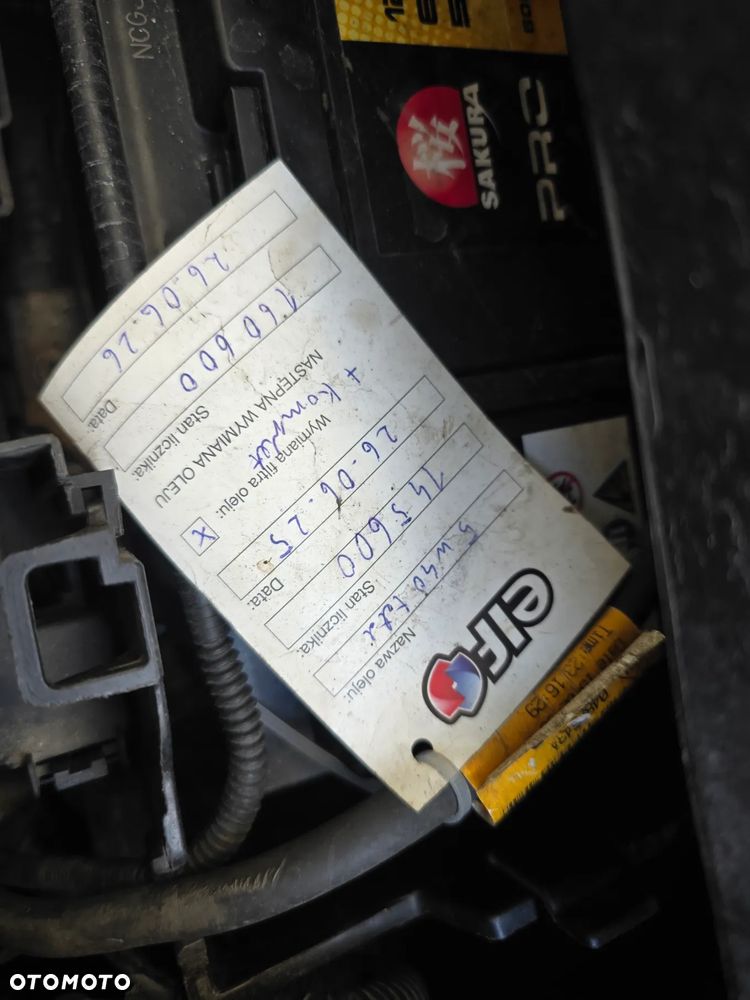 elf
Nazwa oleju: 5w40
Stan licznika: 145600
Data: 26.06.25
Wymiana filtra oleju: X
+ komplet
NASTĘPNA WYMIANA OLEJU
Stan licznika: 160600
Data: 26.06.26
桜
SAKURA
PRO
OTOMOTO